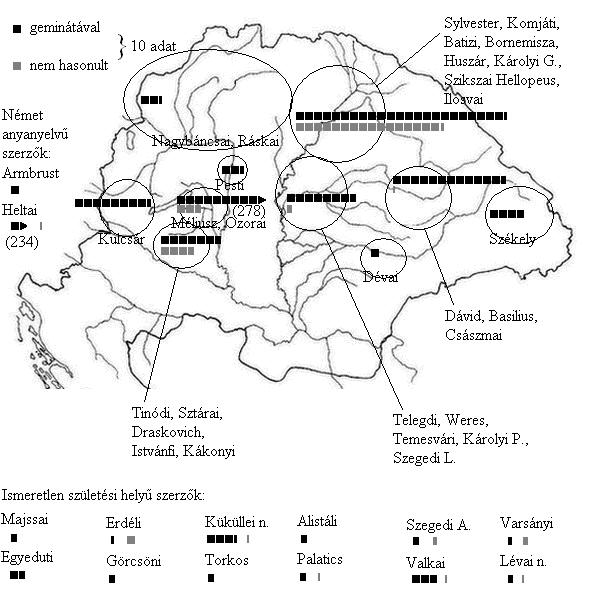 geminátával
10 adat
nem hasonult
Sylvester, Komjáti,
Batizi, Bornemisza,
Huszár, Károlyi G.,
Szikszai Hellopeus,
Ilosvai
Német
anyanyelvű
szerzők:
Armbrust
Heltai
(234)
Nagybáncsai, Ráskai
Pesti
(278)
Méliusz, Ozorai
Kulcsár
Székely
Dévai
Dávid, Basilius,
Császmai
Tinódi, Sztárai,
Draskovich,
Istvánfi, Kákonyi
Telegdi, Weres,
Temesvári, Károlyi P.,
Szegedi L.
Ismeretlen születési helyű szerzők:
Majssai
Erdéli
Küküllei n.
Alistáli
Szegedi A.
Varsányi
Egyeduti
Görcsöni
Torkos
Palatics
Valkai
Lévai n.